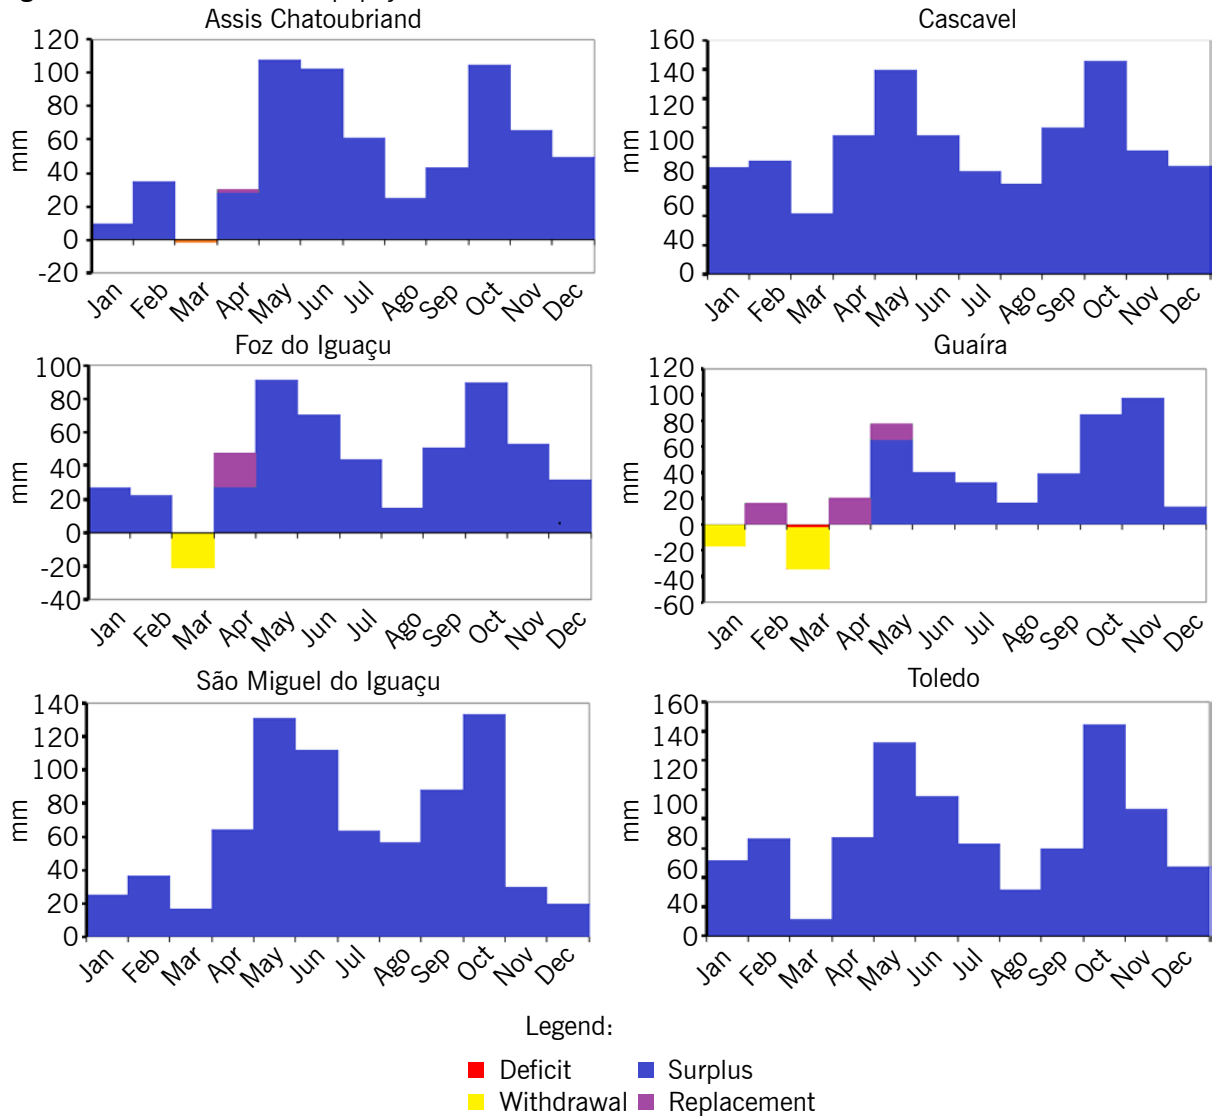 Assis Chatoubriand
120
100
80
60
40
20
0
-20
mm
Jan Feb Mar Apr May Jun Jul Ago Sep Oct Nov Dec
Cascavel
160
140
120
100
80
60
40
0
mm
Jan Feb Mar Apr May Jun Jul Ago Sep Oct Nov Dec
Foz do Iguaçu
100
80
60
40
20
0
-20
-40
mm
Jan Feb Mar Apr May Jun Jul Ago Sep Oct Nov Dec
Guaíra
120
100
80
60
40
20
0
-20
-40
-60
mm
Jan Feb Mar Apr May Jun Jul Ago Sep Oct Nov Dec
São Miguel do Iguaçu
140
120
100
80
60
40
20
0
mm
Jan Feb Mar Apr May Jun Jul Ago Sep Oct Nov Dec
Toledo
160
140
120
100
80
60
40
0
mm
Jan Feb Mar Apr May Jun Jul Ago Sep Oct Nov Dec
Legend:
Deficit Surplus
Withdrawal Replacement